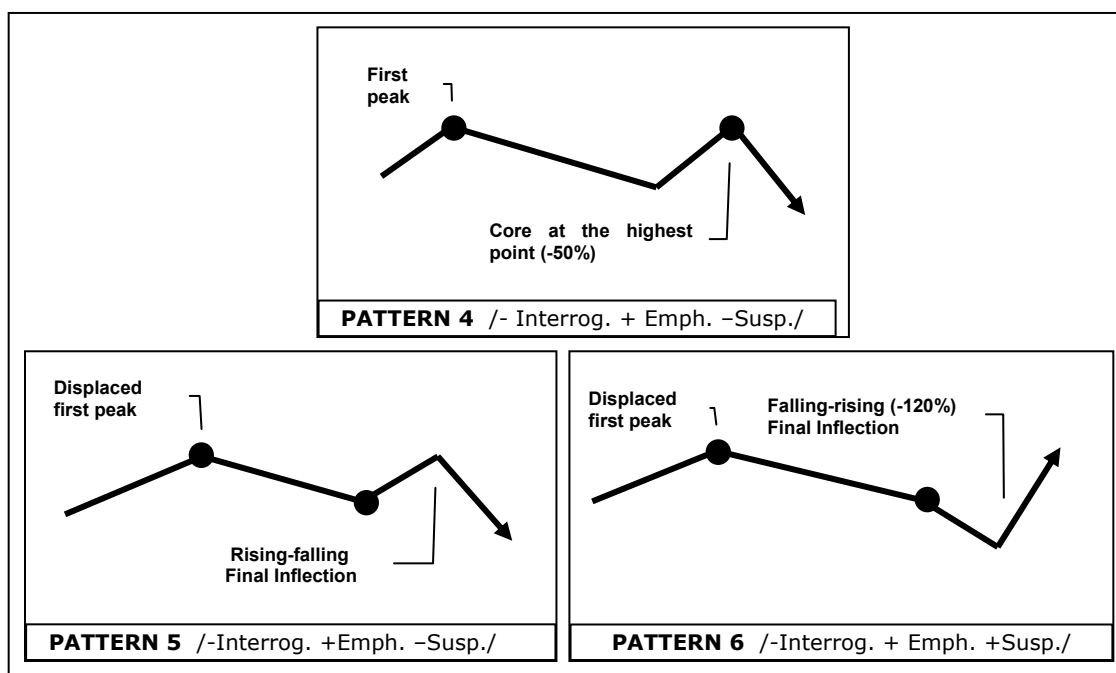 First
peak
Core at the highest
point (-50%)
PATTERN 4 /- Interrog. + Emph. –Susp./
Displaced
first peak
Rising-falling
Final Inflection
PATTERN 5 /-Interrog. +Emph. –Susp./
Displaced
first peak
Falling-rising (-120%)
Final Inflection
PATTERN 6 /-Interrog. + Emph. +Susp./